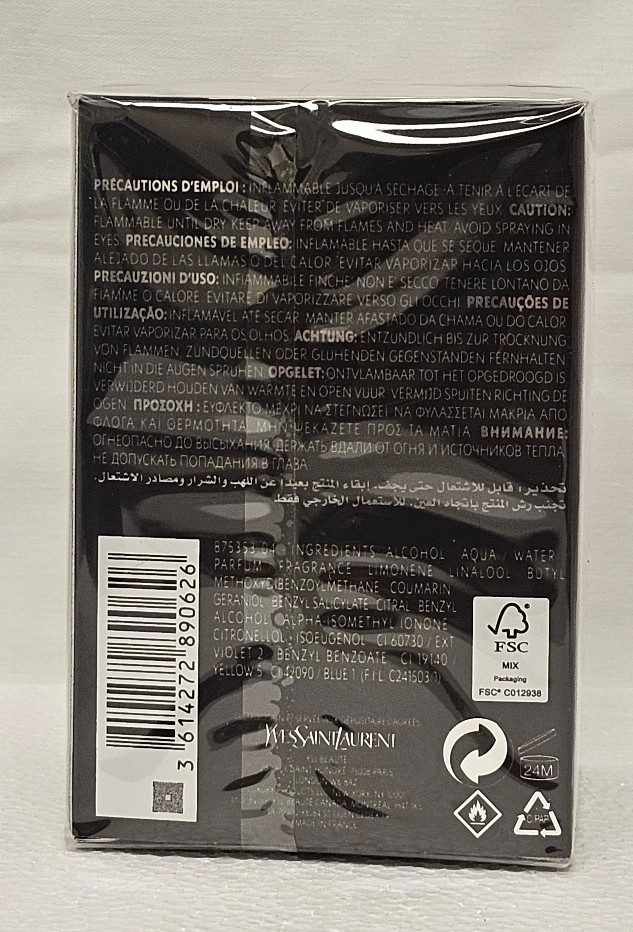 PRÉCAUTIONS D'EMPLOI : INFLAMMABLE JUSQU'À SÉCHAGE · À TENIR À L'ÉCART DE
LA FLAMME OU DE LA CHALEUR ÉVITER DE VAPORISER VERS LES YEUX CAUTION:
FLAMMABLE UNTIL DRY KEEP AWAY FROM FLAMES AND HEAT AVOID SPRAYING IN
EYES PRECAUCIONES DE EMPLEO: INFLAMABLE HASTA QUE SE SEQUE MANTENER
ALEJADO DE LAS LLAMAS O DEL CALOR EVITAR VAPORIZAR HACIA LOS OJOS
PRECAUZIONI D'USO: INFIAMMABILE FINCHÉ NON È SECCO TENERE LONTANO DA
FIAMME O CALORE EVITARE DI VAPORIZZARE VERSO GLI OCCHI PRECAUÇÕES DE
UTILIZAÇÃO: INFLAMÁVEL ATÉ SECAR MANTER AFASTADO DA CHAMA OU DO CALOR
EVITAR VAPORIZAR PARA OS OLHOS ACHTUNG: ENTZÜNDLICH BIS ZUR TROCKNUNG
VON FLAMMEN, ZÜNDQUELLEN ODER GLÜHENDEN GEGENSTÄNDEN FERNHALTEN
NICHT IN DIE AUGEN SPRÜHEN OPGELET: ONTVLAMBAAR TOT HET OPGEDROOGD IS
VERWIJDERD HOUDEN VAN WARMTE EN OPEN VUUR VERMIJD SPUITEN RICHTING DE
OGEN ΠΡΟΣΟΧΗ : ΕΥΦΛΕΚΤΟ ΜΕΧΡΙ ΝΑ ΣΤΕΓΝΩΣΕΙ ΝΑ ΦΥΛΑΣΣΕΤΑΙ ΜΑΚΡΙΑ ΑΠΟ
ΦΛΟΓΑ ΚΑΙ ΘΕΡΜΟΤΗΤΑ ΜΗΝ ΨΕΚΑΖΕΤΕ ΠΡΟΣ ΤΑ ΜΑΤΙΑ ВНИМАНИЕ:
ОГНЕОПАСНО ДО ВЫСЫХАНИЯ ДЕРЖАТЬ ВДАЛИ ОТ ОГНЯ И ИСТОЧНИКОВ ТЕПЛА
НЕ ДОПУСКАТЬ ПОПАДАНИЯ В ГЛАЗА
تحذير: قابل للاشتعال حتى يجف. إبقاء المنتج بعيداً عن اللهب والشرار ومصادر الاشتعال.
تجنب رش المنتج باتجاه العين. للاستعمال الخارجي فقط
875353 04 INGREDIENTS ALCOHOL AQUA / WATER
PARFUM / FRAGRANCE LIMONENE LINALOOL BUTYL
METHOXYDIBENZOYLMETHANE COUMARIN
GERANIOL BENZYL SALICYLATE CITRAL BENZYL
ALCOHOL ALPHA-ISOMETHYL IONONE
CITRONELLOL ISOEUGENOL CI 60730 / EXT
VIOLET 2 BENZYL BENZOATE CI 19140
YELLOW 5 CI 42090 / BLUE 1 (F.I.L. C241503/1)
3 614272 890626
FSC
MIX
Packaging
FSC® C012938
YVES SAINT LAURENT
YSL BEAUTÉ
75008 PARIS
MADE IN FRANCE
24M
PAP